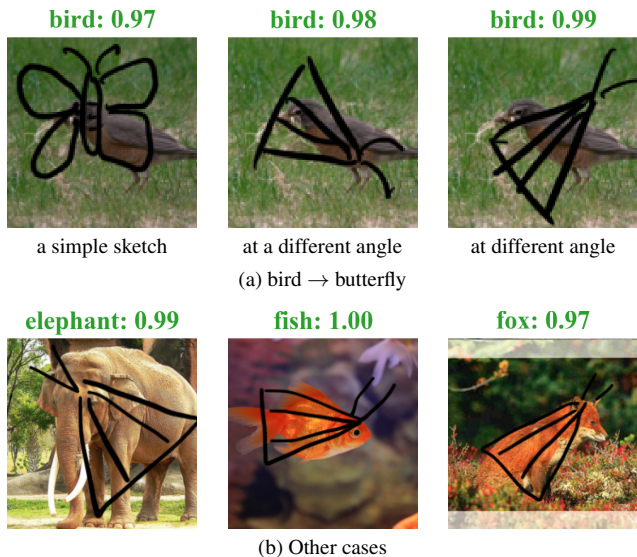 bird: 0.97 bird: 0.98 bird: 0.99
a simple sketch at a different angle at different angle
(a) bird → butterfly
elephant: 0.99 fish: 1.00 fox: 0.97
(b) Other cases